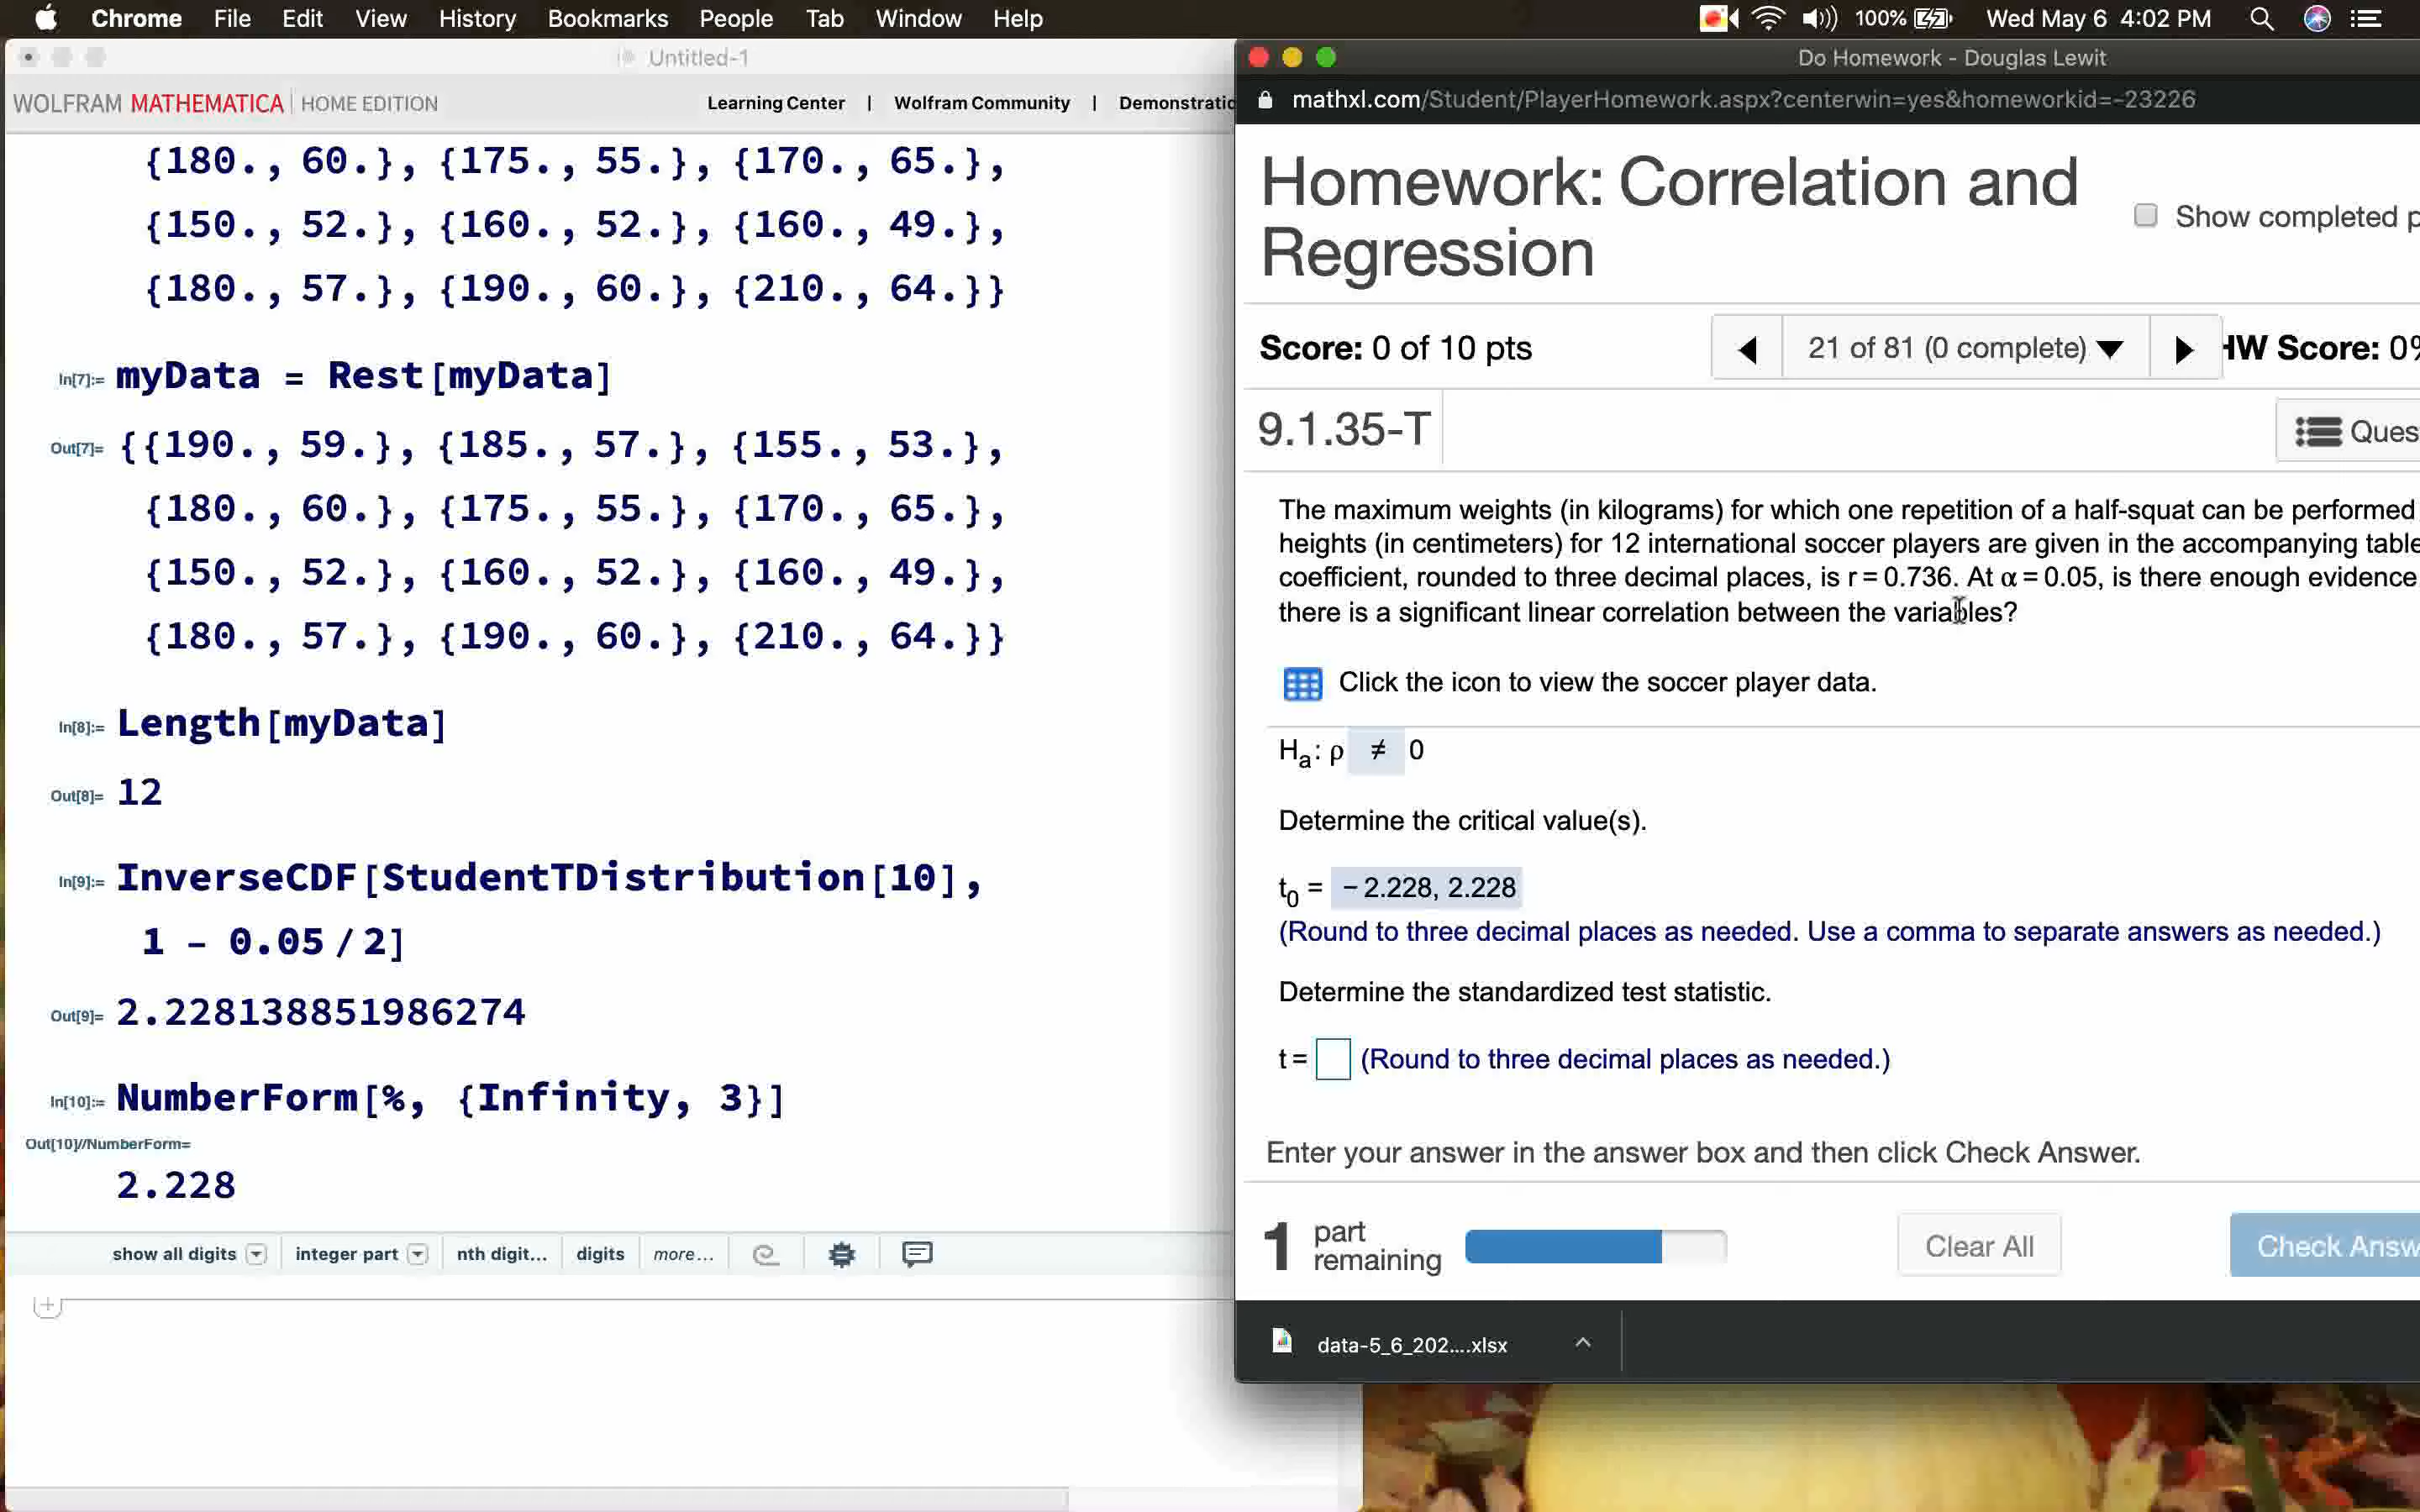 Chrome File Edit View History Bookmarks People Tab Window Help 100% Wed May 6 4:02 PM
Untitled-1
WOLFRAM MATHEMATICA | HOME EDITION Learning Center | Wolfram Community | Demonstratio
{180., 60.}, {175., 55.}, {170., 65.},
{150., 52.}, {160., 52.}, {160., 49.},
{180., 57.}, {190., 60.}, {210., 64.}}
In[7]:= myData = Rest[myData]
Out[7]= {{190., 59.}, {185., 57.}, {155., 53.},
{180., 60.}, {175., 55.}, {170., 65.},
{150., 52.}, {160., 52.}, {160., 49.},
{180., 57.}, {190., 60.}, {210., 64.}}
In[8]:= Length[myData]
Out[8]= 12
In[9]:= InverseCDF[StudentTDistribution[10],
1 - 0.05 / 2]
Out[9]= 2.228138851986274
In[10]:= NumberForm[%, {Infinity, 3}]
Out[10]//NumberForm=
2.228
show all digits integer part nth digit... digits more...
Do Homework - Douglas Lewit
mathxl.com/Student/PlayerHomework.aspx?centerwin=yes&homeworkid=-23226
Homework: Correlation and
Regression
Show completed p
Score: 0 of 10 pts 21 of 81 (0 complete) HW Score: 0%
9.1.35-T Ques
The maximum weights (in kilograms) for which one repetition of a half-squat can be performed
heights (in centimeters) for 12 international soccer players are given in the accompanying table
coefficient, rounded to three decimal places, is r = 0.736. At α = 0.05, is there enough evidence
there is a significant linear correlation between the variables?
Click the icon to view the soccer player data.
Ha: ρ ≠ 0
Determine the critical value(s).
t0 = − 2.228, 2.228
(Round to three decimal places as needed. Use a comma to separate answers as needed.)
Determine the standardized test statistic.
t = (Round to three decimal places as needed.)
Enter your answer in the answer box and then click Check Answer.
1 part
remaining
Clear All Check Answ
data-5_6_202....xlsx